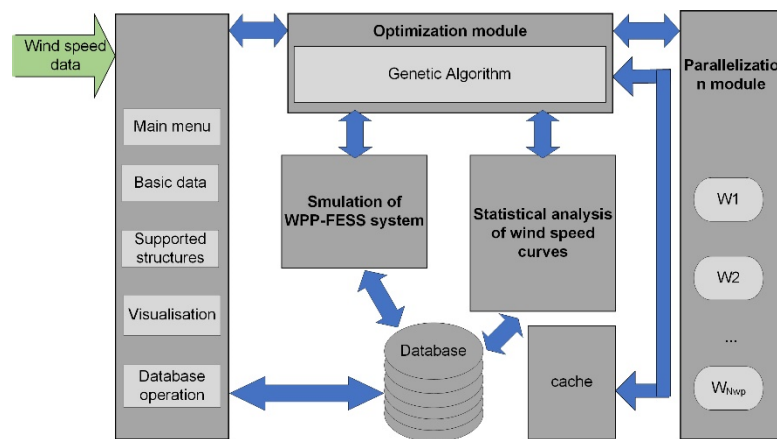 Wind speed
data
Main menu
Basic data
Supported
structures
Visualisation
Database
operation
Optimization module
Genetic Algorithm
Smulation of
WPP-FESS system
Statistical analysis
of wind speed
curves
Database
cache
Parallelizatio
n module
W1
W2
...
WNwp